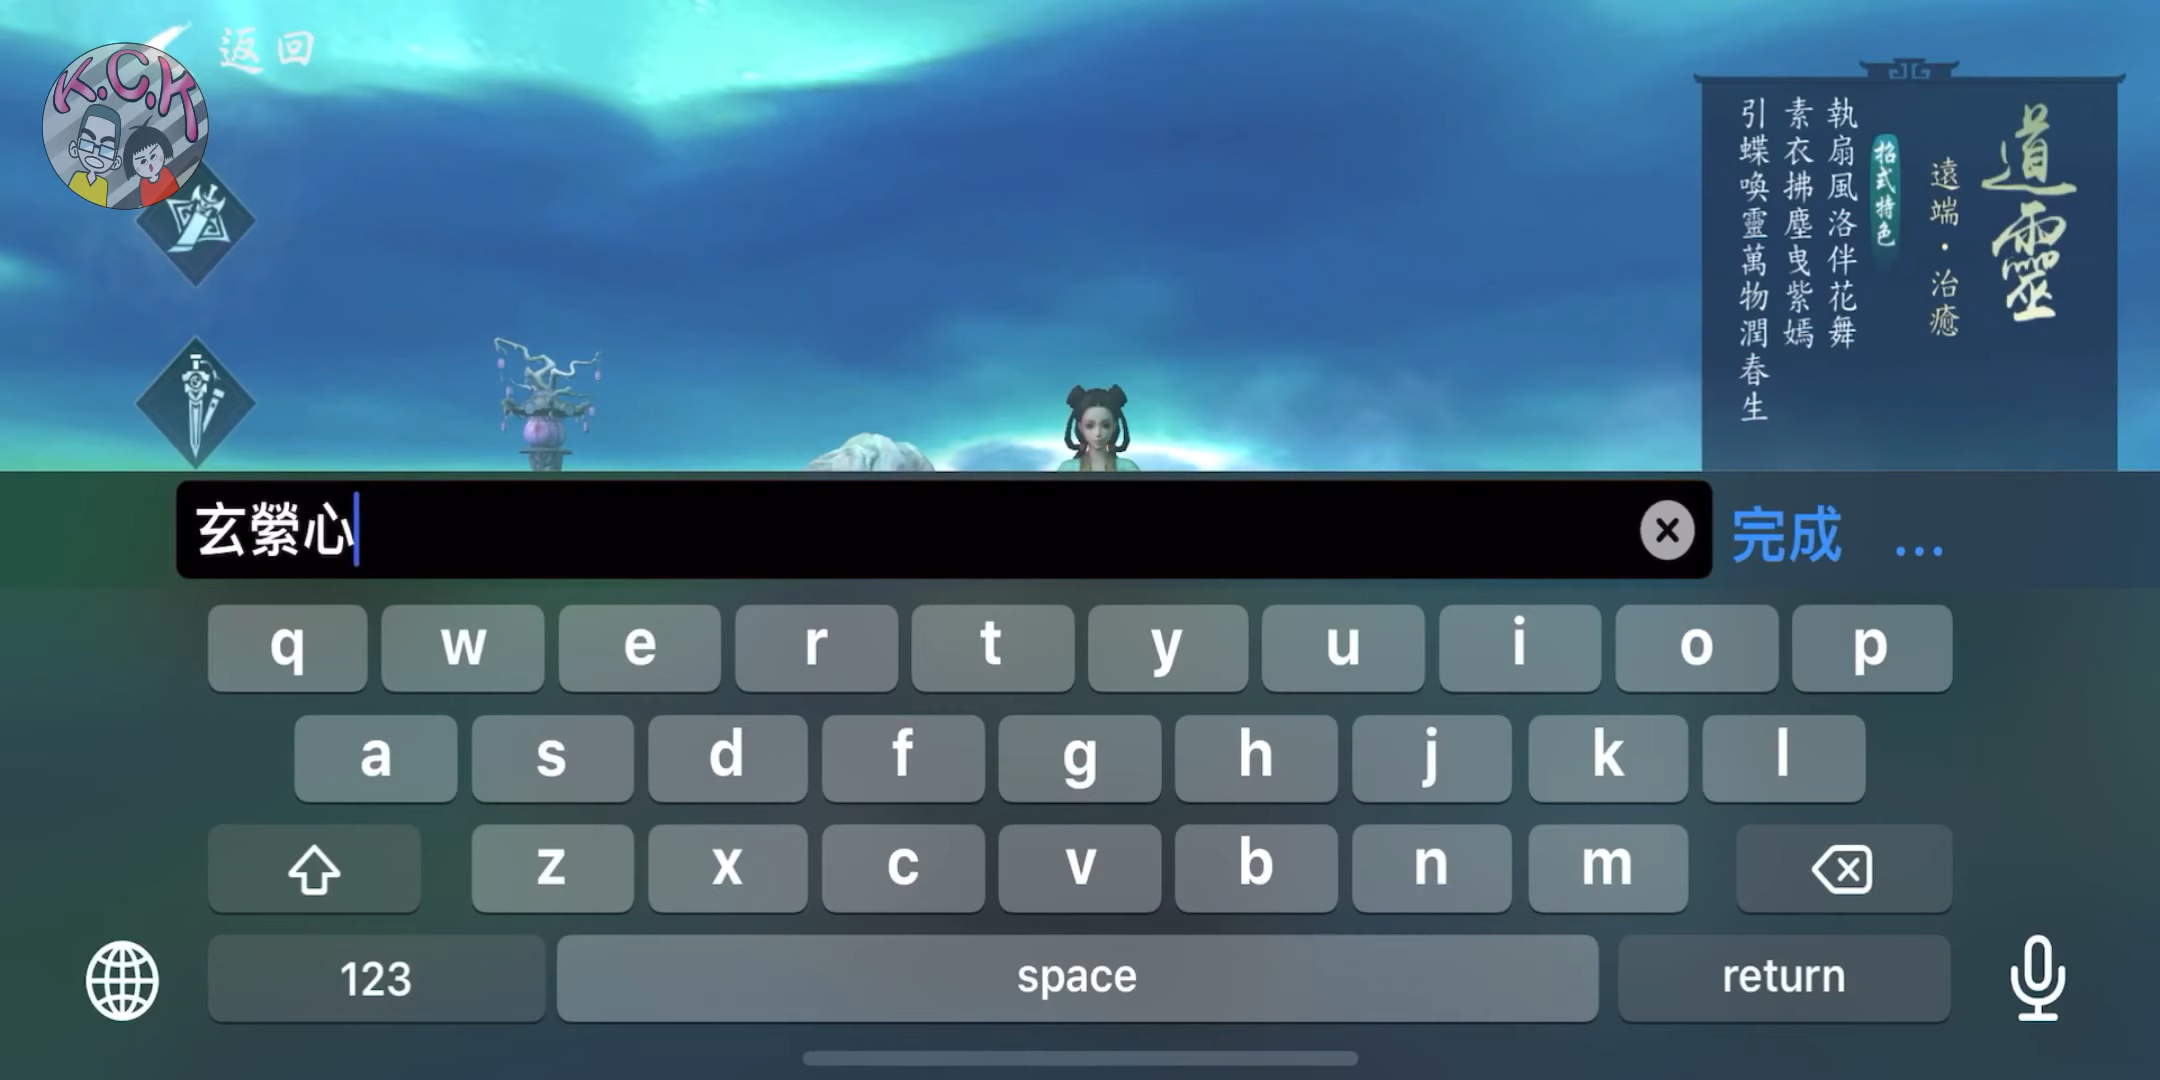 K.C.K
返回
道靈
遠端・治癒
招式特色
執扇風洛伴花舞
素衣拂塵曳紫嫣
引蝶喚靈萬物潤春生
玄縈心
完成 ...
q w e r t y u i o p
a s d f g h j k l
z x c v b n m
123 space return